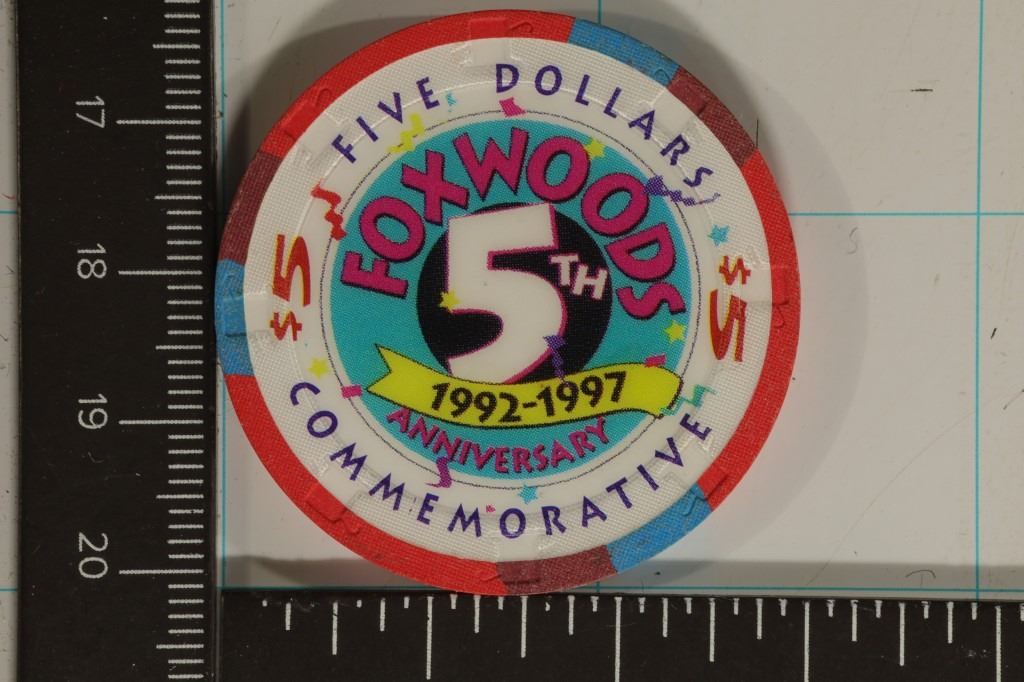 FIVE DOLLARS
FOXWOODS
5TH
$5
$5
1992-1997
ANNIVERSARY
COMMEMORATIVE
17
18
19
20